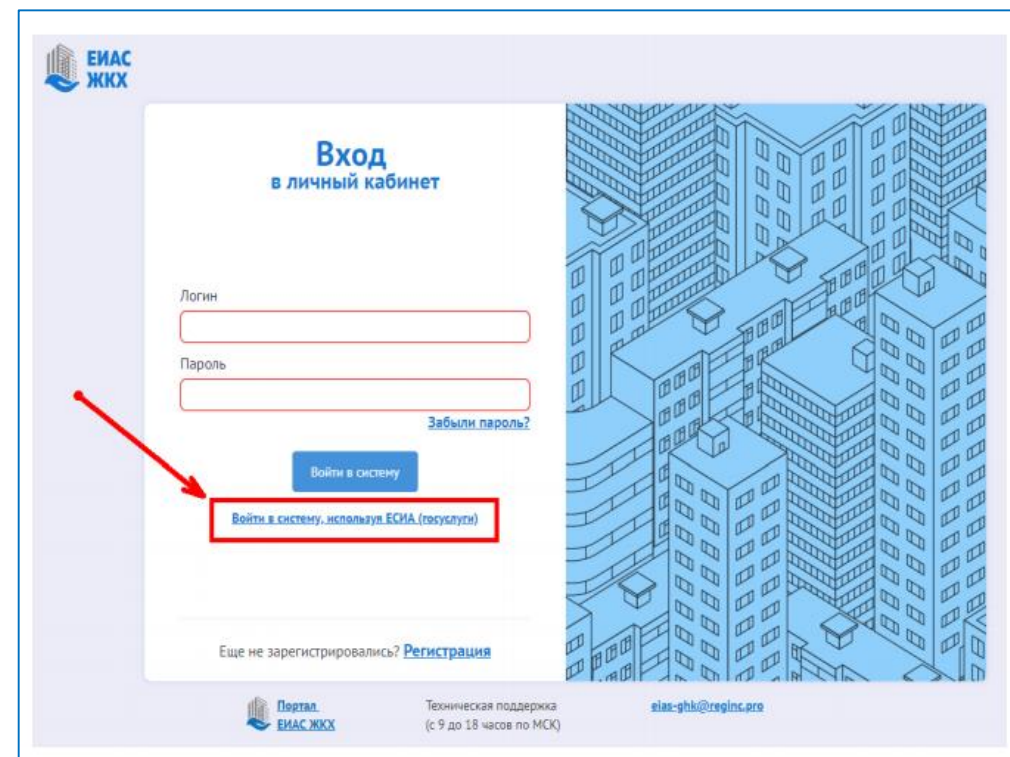 ЕИАС
ЖКХ
Вход
в личный кабинет
Логин
Пароль
Забыли пароль?
Войти в систему
Войти в систему, используя ЕСИА (госуслуги)
Еще не зарегистрировались? Регистрация
Портал
ЕИАС ЖКХ
Техническая поддержка
(с 9 до 18 часов по МСК)
eias-ghk@reginc.pro